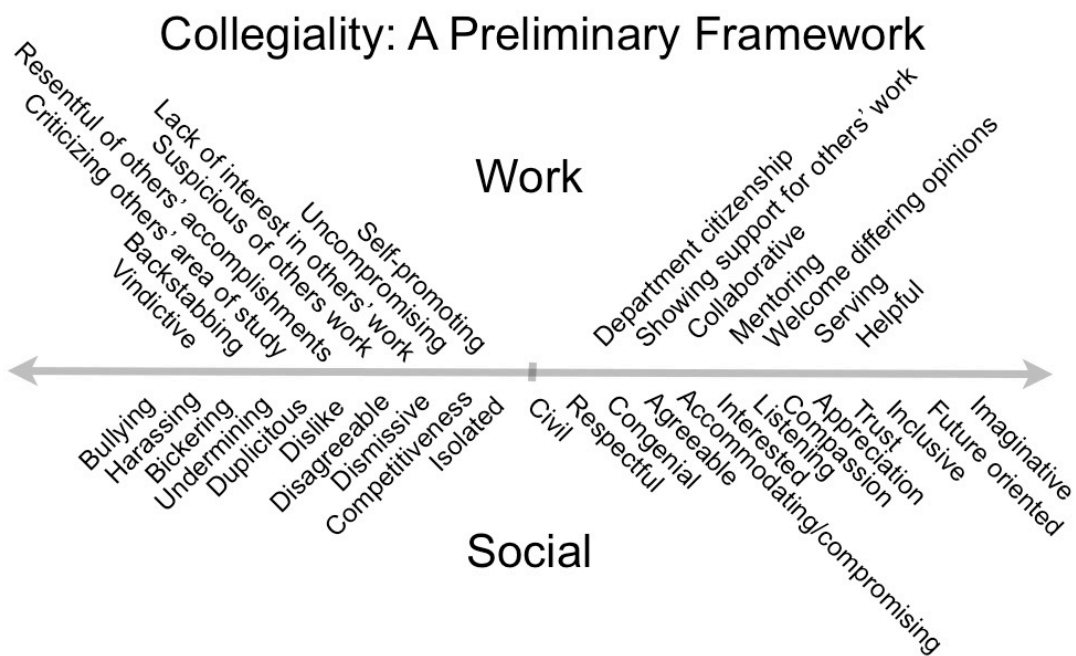 Collegiality: A Preliminary Framework
Work
Vindictive
Backstabbing
Criticizing others' area of study
Resentful of others' accomplishments
Suspicious of others work
Lack of interest in others' work
Uncompromising
Self-promoting
Department citizenship
Showing support for others' work
Collaborative
Mentoring
Welcome differing opinions
Serving
Helpful
Bullying
Harassing
Bickering
Undermining
Duplicitous
Dislike
Disagreeable
Dismissive
Competitiveness
Isolated
Civil
Respectful
Congenial
Agreeable
Accommodating/compromising
Interested
Listening
Compassion
Appreciation
Trust
Inclusive
Future oriented
Imaginative
Social